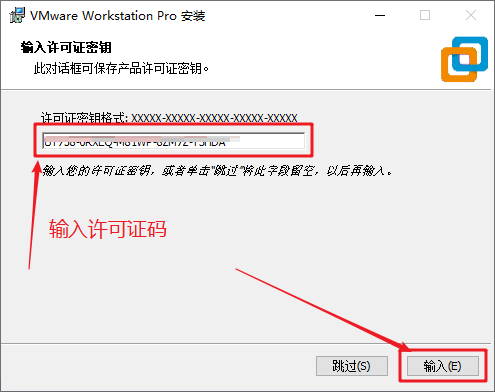 VMware Workstation Pro 安装
输入许可证密钥
此对话框可保存产品许可证密钥。
许可证密钥格式: XXXXX-XXXXX-XXXXX-XXXXX-XXXXX
输入您的许可证密钥，或者单击"跳过"将此字段留空，以后再输入。
输入许可证码
跳过(S)
输入(E)